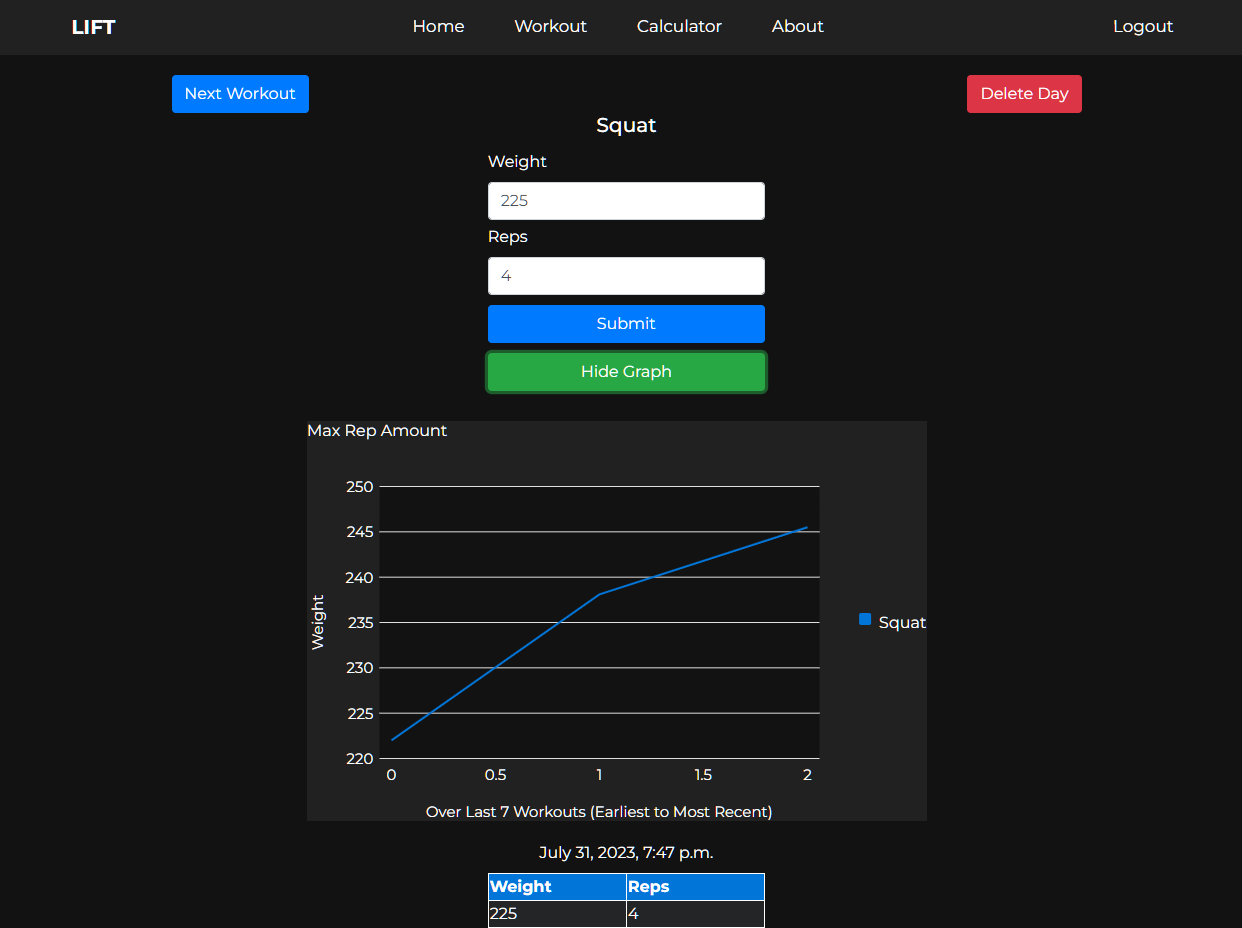 LIFT Home Workout Calculator About Logout
Next Workout Delete Day
Squat
Weight
225
Reps
4
Submit
Hide Graph
Max Rep Amount
250
245
240
235
230
225
220
Weight
0 0.5 1 1.5 2
Squat
Over Last 7 Workouts (Earliest to Most Recent)
July 31, 2023, 7:47 p.m.
Weight Reps
225 4